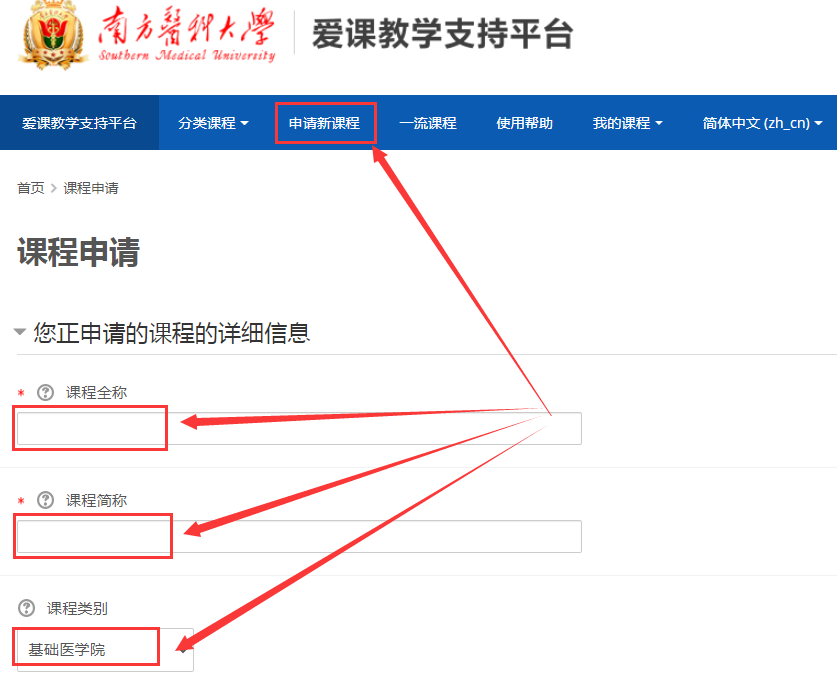 南方醫科大學
Southern Medical University
爱课教学支持平台
爱课教学支持平台 分类课程 申请新课程 一流课程 使用帮助 我的课程 简体中文 (zh_cn)
首页 > 课程申请
课程申请
您正申请的课程的详细信息
* ? 课程全称
* ? 课程简称
? 课程类别
基础医学院